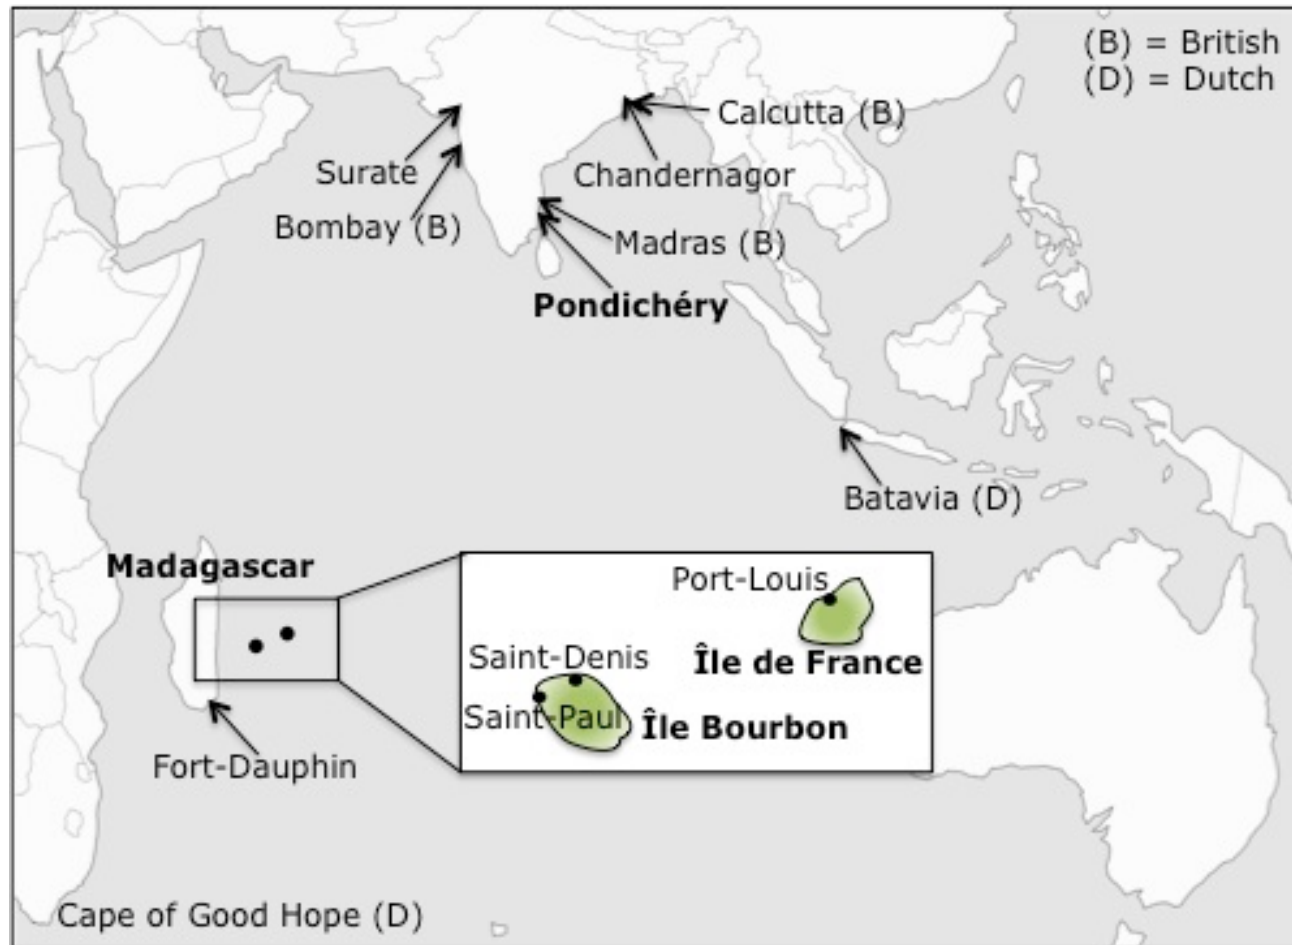 (B) = British
(D) = Dutch
Calcutta (B)
Surate
Chandernagor
Bombay (B)
Madras (B)
Pondichéry
Batavia (D)
Madagascar
Port-Louis
Saint-Denis
Île de France
Saint-Paul
Île Bourbon
Fort-Dauphin
Cape of Good Hope (D)